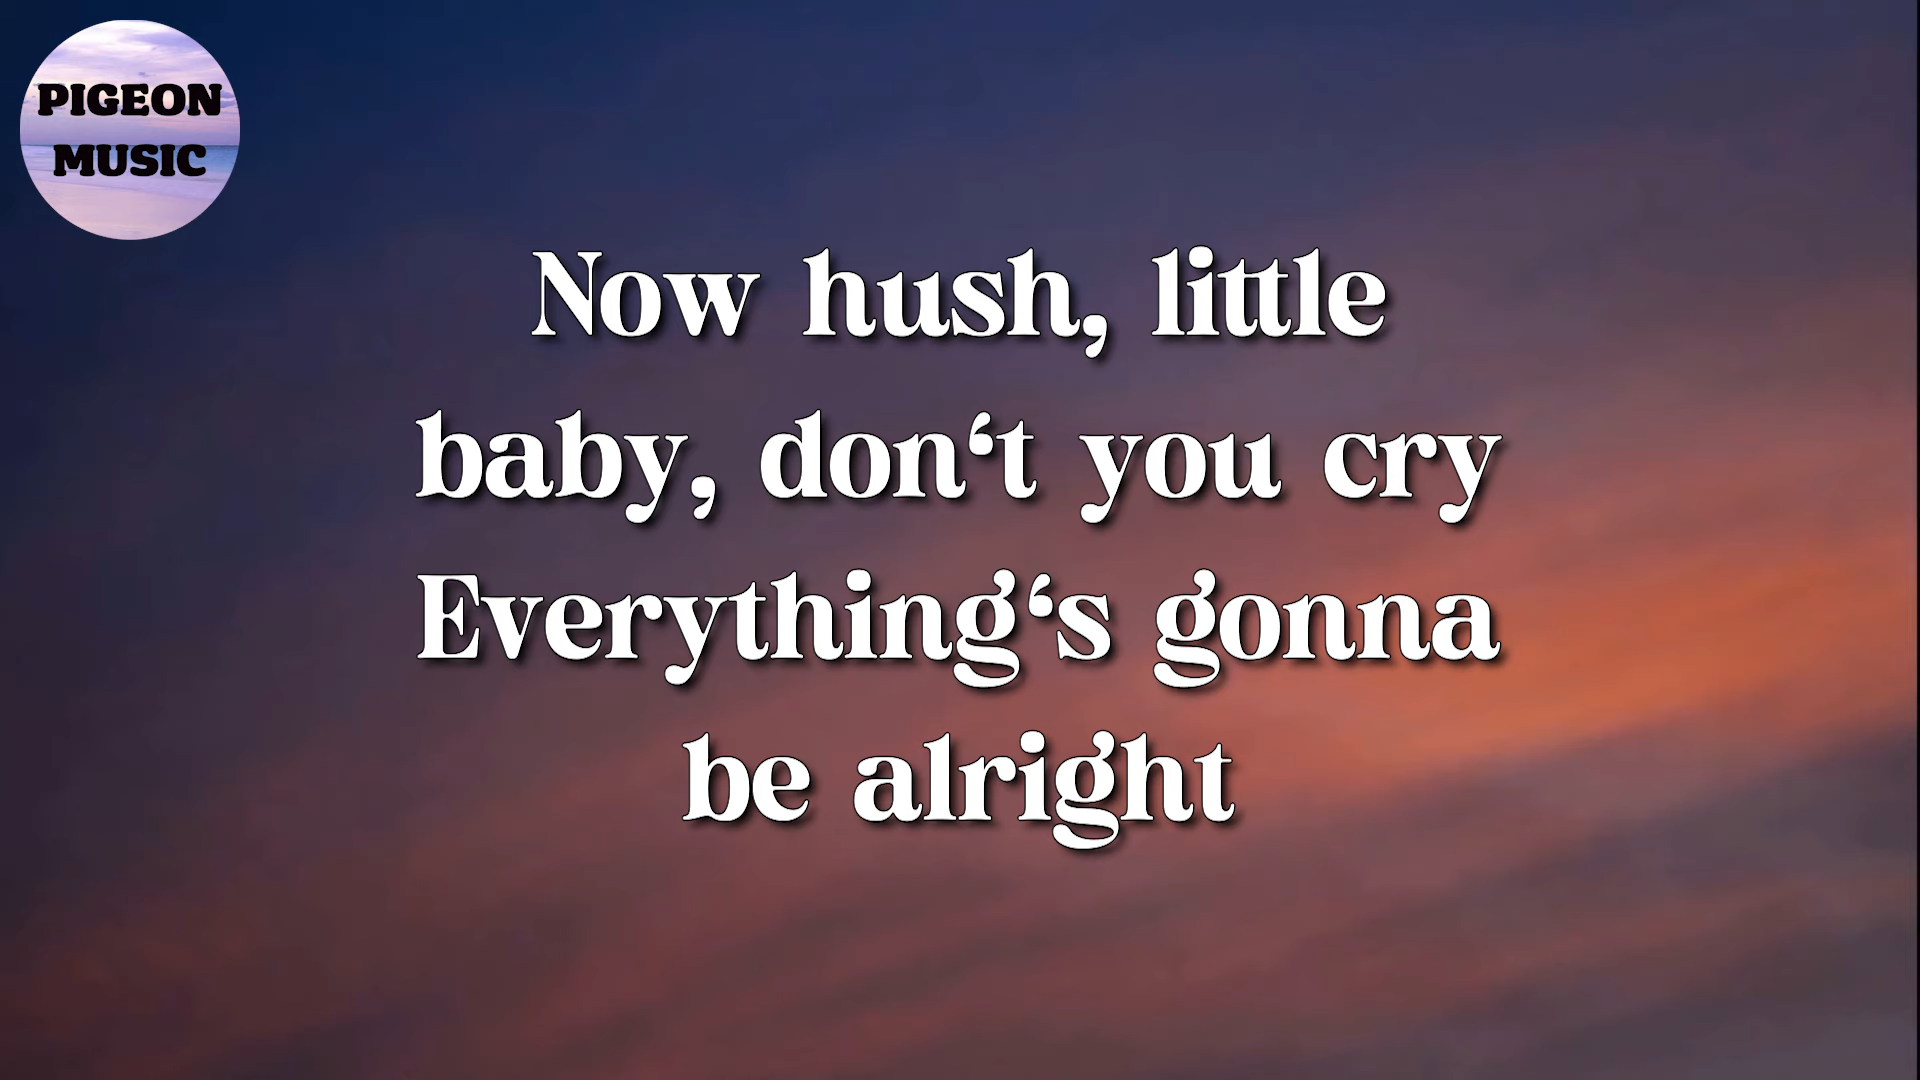 PIGEON
MUSIC
Now hush, little
baby, don‘t you cry
Everything‘s gonna
be alright